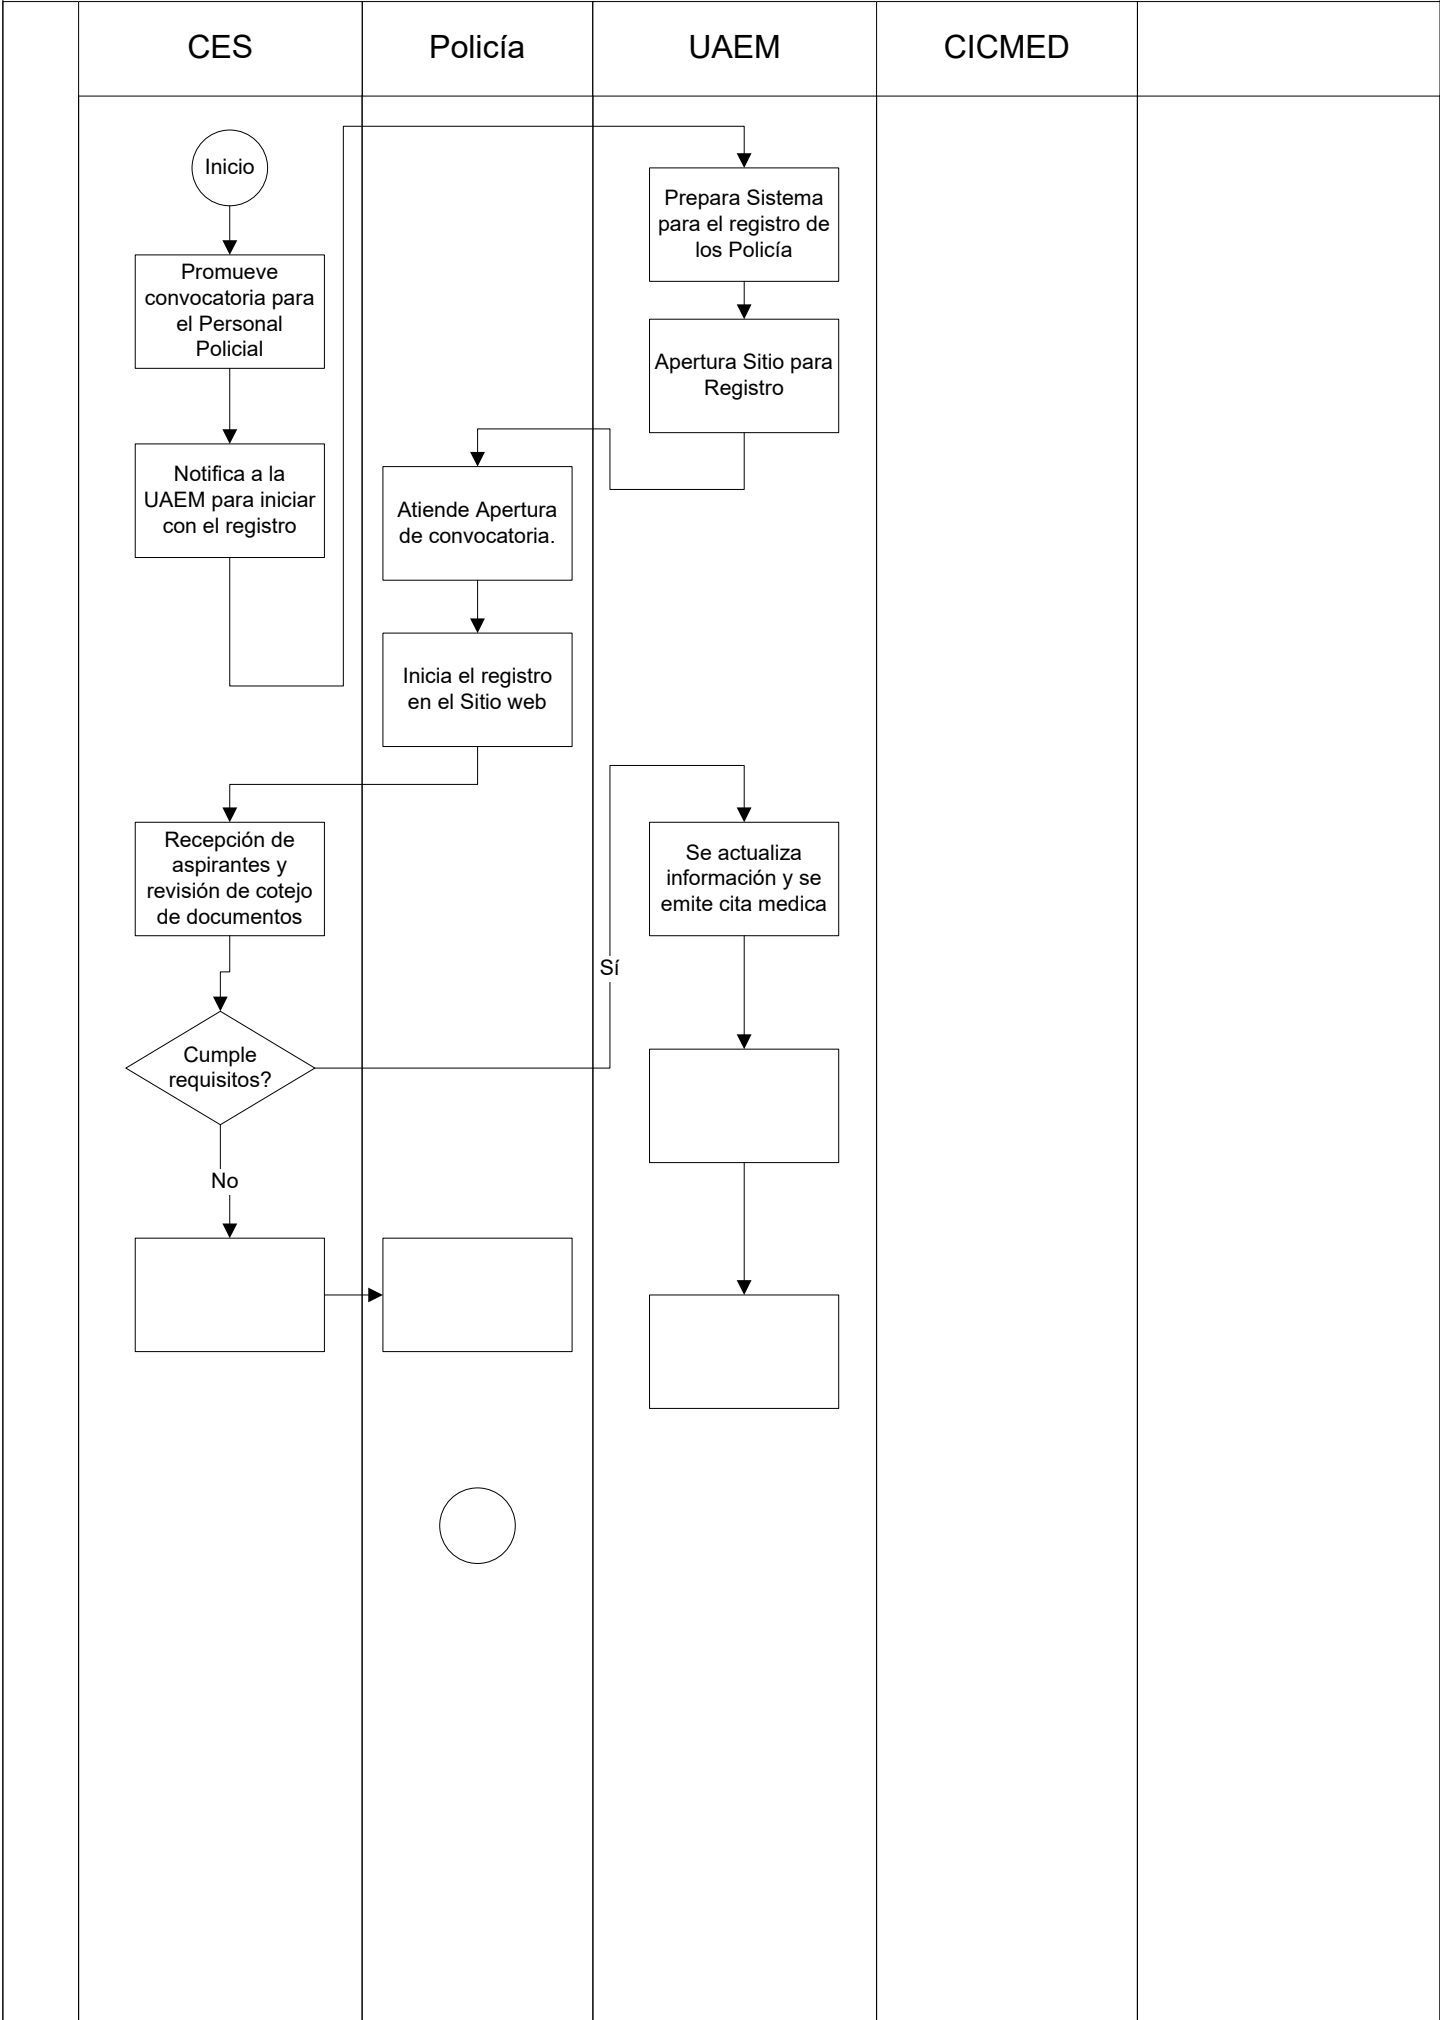 CES
Policía
UAEM
CICMED
Inicio
Promueve
convocatoria para
el Personal
Policial
Notifica a la
UAEM para iniciar
con el registro
Prepara Sistema
para el registro de
los Policía
Apertura Sitio para
Registro
Atiende Apertura
de convocatoria.
Inicia el registro
en el Sitio web
Recepción de
aspirantes y
revisión de cotejo
de documentos
Se actualiza
información y se
emite cita medica
Sí
Cumple
requisitos?
No